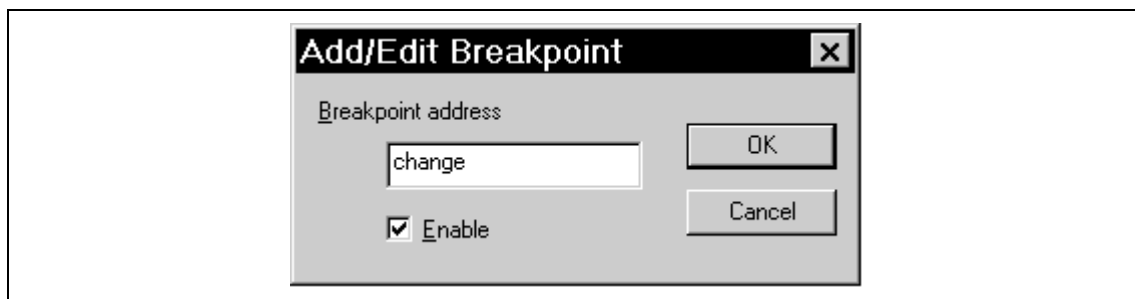 Add/Edit Breakpoint
Breakpoint address
change
OK
Enable
Cancel